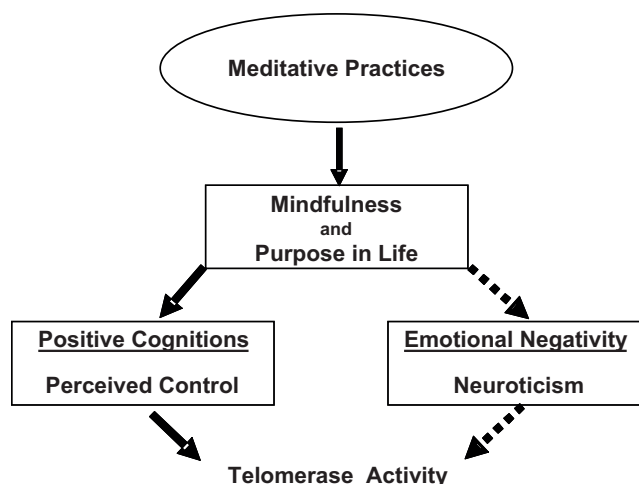 Meditative Practices
Mindfulness
and
Purpose in Life
Positive Cognitions
Perceived Control
Emotional Negativity
Neuroticism
Telomerase Activity